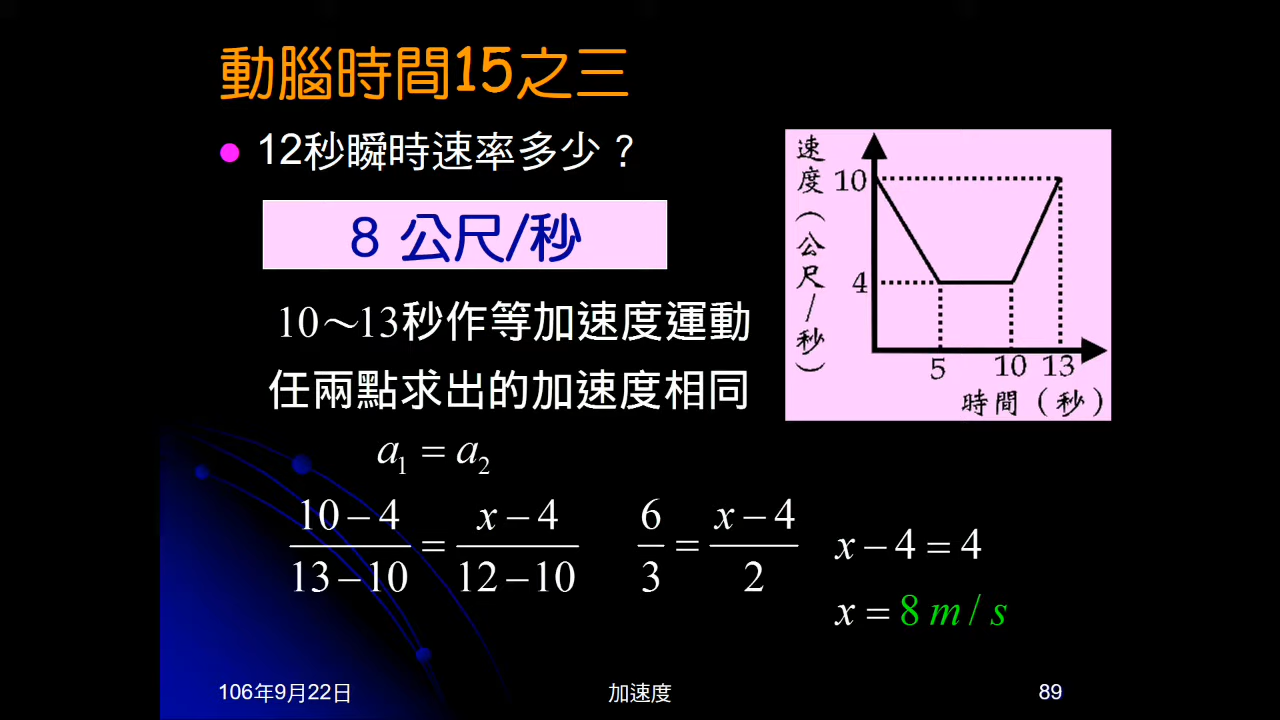 動腦時間15之三
12秒瞬時速率多少？
8 公尺/秒
10～13秒作等加速度運動
任兩點求出的加速度相同
a₁ = a₂
(10−4)/(13−10) = (x−4)/(12−10)
6/3 = (x−4)/2
x−4=4
x = 8 m / s
速度(公尺/秒)
10
4
5 10 13
時間(秒)
106年9月22日 加速度 89